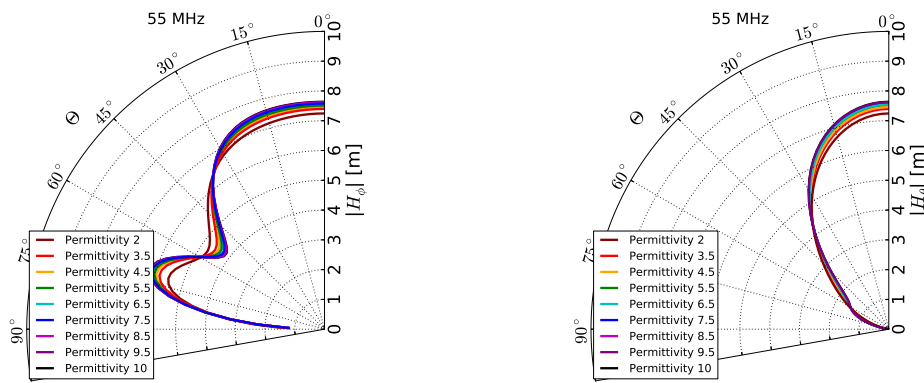 55 MHz
0°
15°
30°
45°
60°
75°
90°
Θ
10
9
8
7
6
5
4
3
2
1
0
|H_ϕ| [m]
Permittivity 2
Permittivity 3.5
Permittivity 4.5
Permittivity 5.5
Permittivity 6.5
Permittivity 7.5
Permittivity 8.5
Permittivity 9.5
Permittivity 10
55 MHz
0°
15°
30°
45°
60°
75°
90°
Θ
10
9
8
7
6
5
4
3
2
1
0
|H_θ| [m]
Permittivity 2
Permittivity 3.5
Permittivity 4.5
Permittivity 5.5
Permittivity 6.5
Permittivity 7.5
Permittivity 8.5
Permittivity 9.5
Permittivity 10